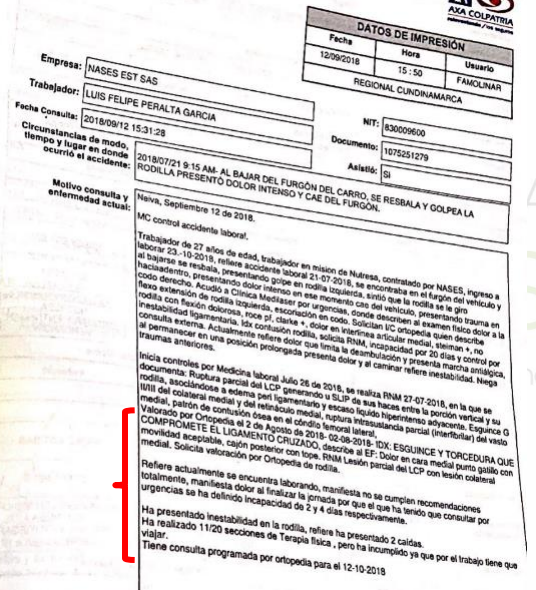 AXA COLPATRIA
DATOS DE IMPRESIÓN
Fecha Hora Usuario
12/09/2018 15:50 FAMOLINAR
REGIONAL CUNDINAMARCA
Empresa: NASES EST SAS
NIT: 830009600
Trabajador: LUIS FELIPE PERALTA GARCIA
Documento: 1075251279
Fecha Consulta: 2018/09/12 15:31:28
Asistió: SI
Circunstancias de modo,
tiempo y lugar en donde
ocurrió el accidente:
2018/07/21 9:15 AM- AL BAJAR DEL FURGÓN DEL CARRO, SE RESBALA Y GOLPEA LA
RODILLA PRESENTÓ DOLOR INTENSO Y CAE DEL FURGÓN.
Motivo consulta y
enfermedad actual:
Neiva, Septiembre 12 de 2018.
MC control accidente laboral.
Trabajador de 27 años de edad, trabajador en mision de Nutresa, contratado por NASES, ingreso a
laborar 23,-10-2018, refiere accidente laboral 21-07-2018, se encontraba en el furgón del vehículo y
al bajarse se resbala, presentando golpe en rodilla izquierda, sintió que la rodilla se le giro
haciaadentro, presentando dolor intenso en ese momento cae del vehículo, presentando trauma en
codo derecho. Acudió a Clinica Medilaser por urgencias, donde describen al examen físico dolor a la
flexo extensión de rodilla izquierda, escoriación en codo. Solicitan I/C ortopedia quien describe
rodilla con flexión dolorosa, roce pf, clarke +, dolor en interlinea articular medial, steiman +, no
inestabilidad ligamentaria. Idx contusión rodilla, solicita RNM, incapacidad por 20 días y control por
consulta externa. Actualmente refiere dolor que limita la deambulación y presenta marcha antiálgica,
al permanecer en una posición prolongada presenta dolor y al caminar refiere inestabilidad. Niega
traumas anteriores.
Inicia controles por Medicina laboral Julio 26 de 2018, se realiza RNM 27-07-2018, en la que se
documenta: Ruptura parcial del LCP generando u SLIP de sus haces entre la porción vertical y su
rodilla, asociándose a edema peri ligamentario y escaso liquido hiperintenso adyacente. Esguince G
I/II/II del colateral medial y del retináculo medial, ruptura intrasustancia parcial (interfibrilar) del vasto
medial, patrón de contusión ósea en el cóndilo femoral lateral,
Valorado por Ortopedia el 2 de Agosto de 2018- 02-08-2018- IDX: ESGUINCE Y TORCEDURA QUE
COMPROMETE EL LIGAMENTO CRUZADO, describe al EF: Dolor en cara medial punto gatillo con
movilidad aceptable, cajón posterior con tope. RNM Lesión parcial del LCP con lesión colateral
medial. Solicita valoración por Ortopedia de rodilla.
Refiere actualmente se encuentra laborando, manifiesta no se cumplen recomendaciones
totalmente, manifiesta dolor al finalizar la jornada por el que ha tenido que consultar por
urgencias se ha definido incapacidad de 2 y 4 días respectivamente.
Ha presentado inestabilidad en la rodilla, refiere ha presentado 2 caídas.
Ha realizado 11/20 secciones de Terapia física , pero ha incumplido ya que por el trabajo tiene que
viajar.
Tiene consulta programada por ortopedia para el 12-10-2018